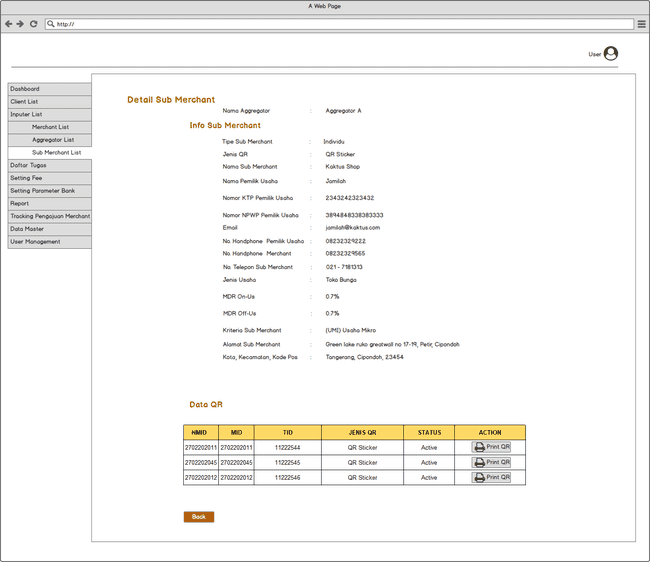 A Web Page
http://
User
Dashboard
Client List
Inputer List
Merchant List
Aggregator List
Sub Merchant List
Daftar Tugas
Setting Fee
Setting Parameter Bank
Report
Tracking Pengajuan Merchant
Data Master
User Management
Detail Sub Merchant
Nama Aggregator : Aggregator A
Info Sub Merchant
Tipe Sub Merchant : Individu
Jenis QR : QR Sticker
Nama Sub Merchant : Kaktus Shop
Nama Pemilik Usaha : Jamilah
Nomor KTP Pemilik Usaha : 2343242323432
Nomor NPWP Pemilik Usaha : 3894848338383333
Email : jamilah@kaktus.com
No. Handphone Pemilik Usaha : 08232329222
No. Handphone Merchant : 08232329565
No. Telepon Sub Merchant : 021 - 7181313
Jenis Usaha : Toko Bunga
MDR On-Us : 0.7%
MDR Off-Us : 0.7%
Kriteria Sub Merchant : (UMI) Usaha Mikro
Alamat Sub Merchant : Green lake ruko greatwall no 17-19, Petir, Cipondoh
Kota, Kecamatan, Kode Pos : Tangerang, Cipondoh, 23454
Data QR
NMID MID TID JENIS QR STATUS ACTION
2702202011 2702202011 11222544 QR Sticker Active Print QR
2702202045 2702202045 11222545 QR Sticker Active Print QR
2702202012 2702202012 11222546 QR Sticker Active Print QR
Back